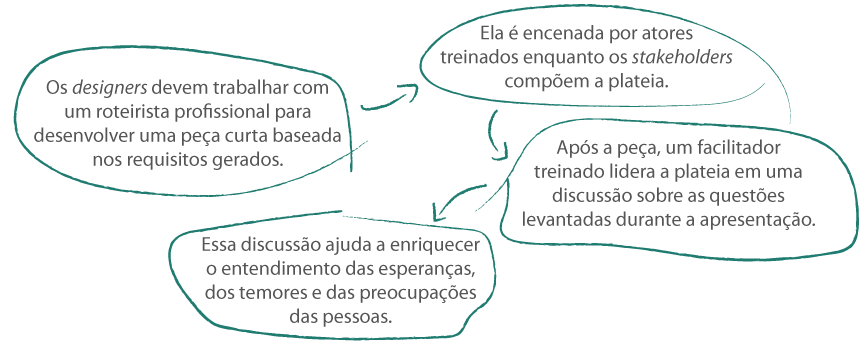 Os designers devem trabalhar com
um roteirista profissional para
desenvolver uma peça curta baseada
nos requisitos gerados.
Ela é encenada por atores
treinados enquanto os stakeholders
compõem a plateia.
Após a peça, um facilitador
treinado lidera a plateia em uma
discussão sobre as questões
levantadas durante a apresentação.
Essa discussão ajuda a enriquecer
o entendimento das esperanças,
dos temores e das preocupações
das pessoas.